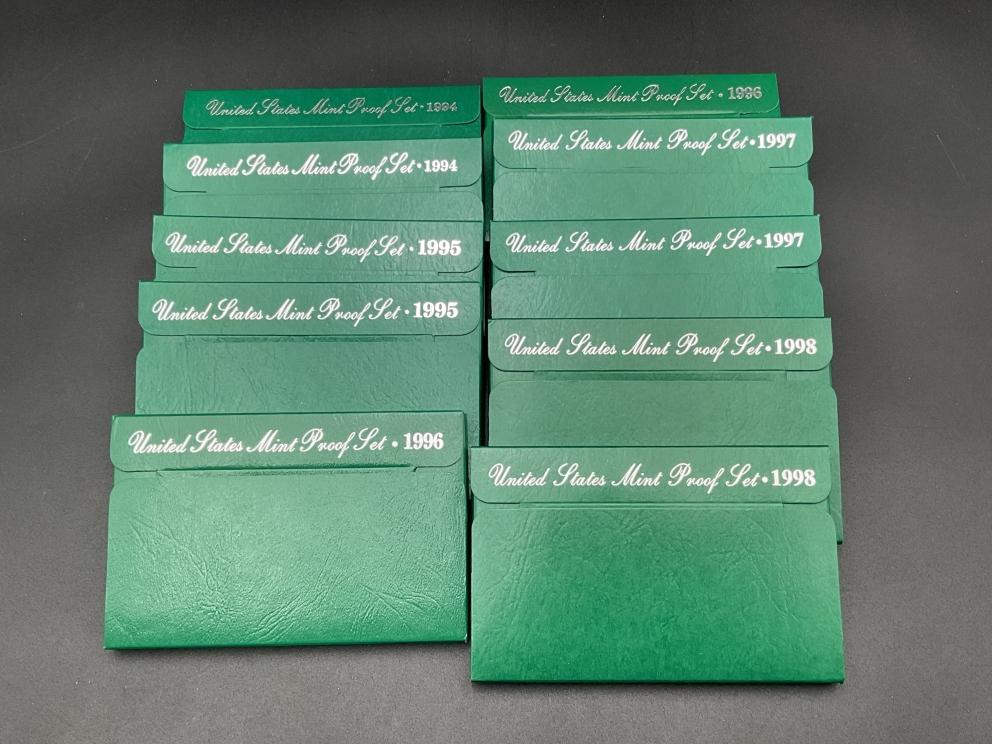 United States Mint Proof Set · 1994
United States Mint Proof Set · 1994
United States Mint Proof Set · 1995
United States Mint Proof Set · 1995
United States Mint Proof Set · 1996
United States Mint Proof Set · 1996
United States Mint Proof Set · 1997
United States Mint Proof Set · 1997
United States Mint Proof Set · 1998
United States Mint Proof Set · 1998